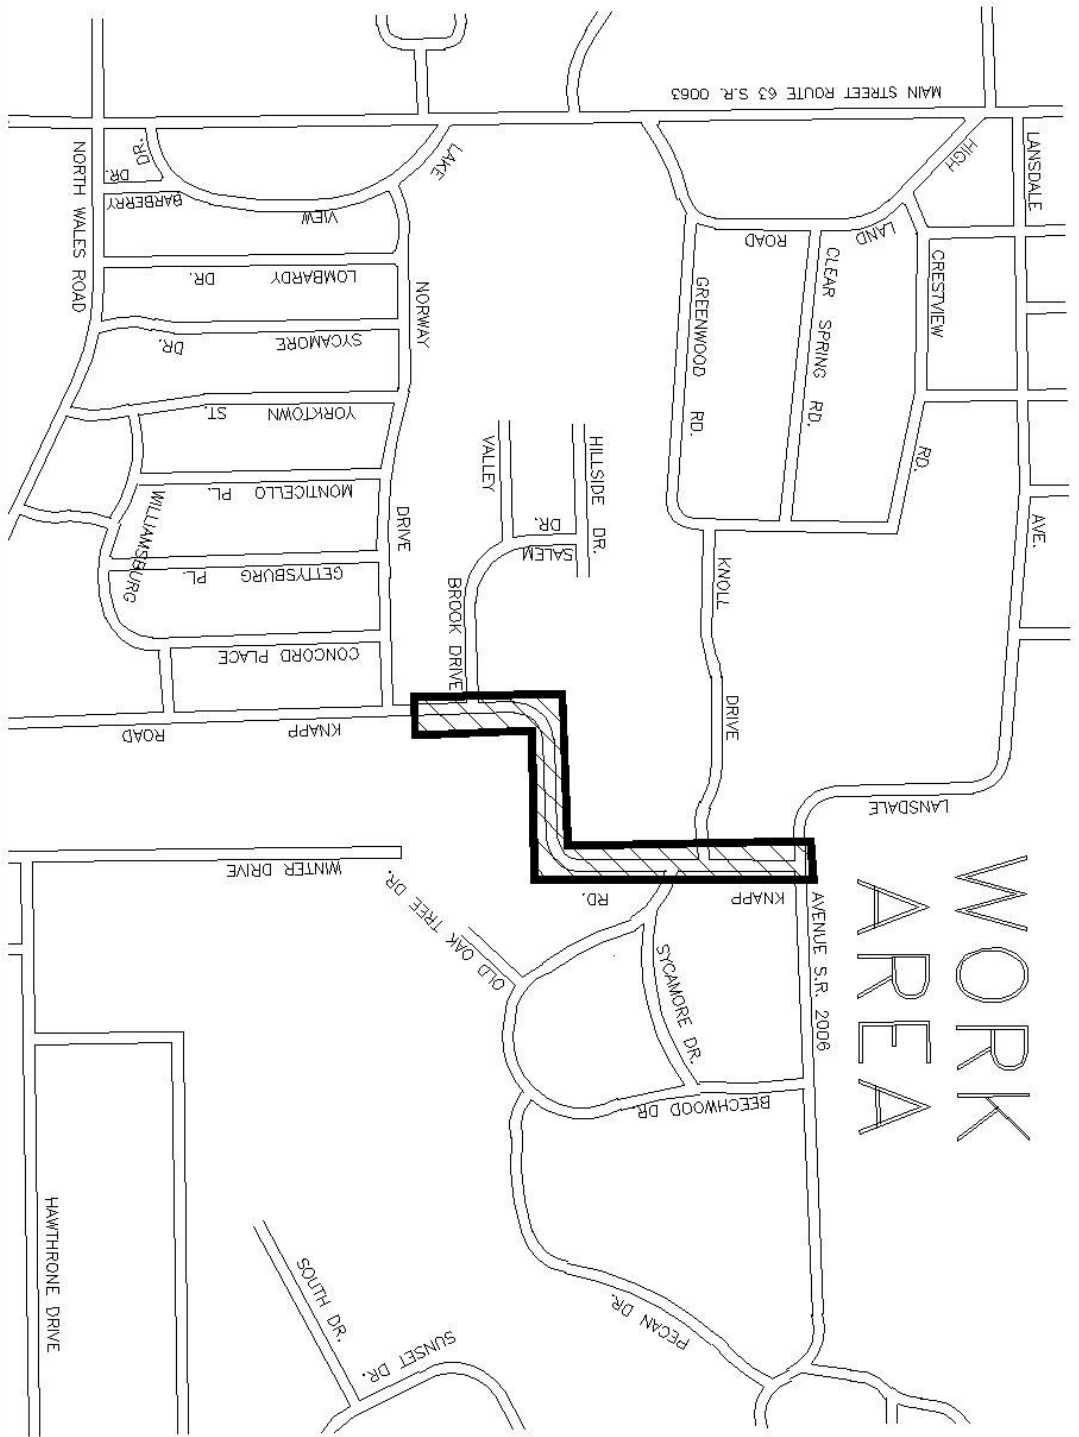 MAIN STREET ROUTE 63 S.R. 0063
LANSDALE
AVE.
HIGH
LAND
ROAD
CRESTVIEW
RD.
CLEAR SPRING RD.
GREENWOOD RD.
KNOLL
DRIVE
LAKE
VIEW
DR.
BARBERRY
DR.
NORTH WALES ROAD
LOMBARDY DR.
SYCAMORE DR.
YORKTOWN ST.
MONTICELLO PL.
GETTYSBURG PL.
CONCORD PLACE
WILLIAMSBURG
NORWAY
DRIVE
VALLEY
BROOK DRIVE
HILLSIDE DR.
SALEM
DR.
KNAPP ROAD
LANSDALE
AVENUE S.R. 2006
KNAPP RD.
WINTER DRIVE
OLD OAK TREE DR.
SYCAMORE DR.
BEECHWOOD DR.
PECAN DR.
SOUTH DR.
SUNSET DR.
HAWTHRONE DRIVE
WORK
AREA